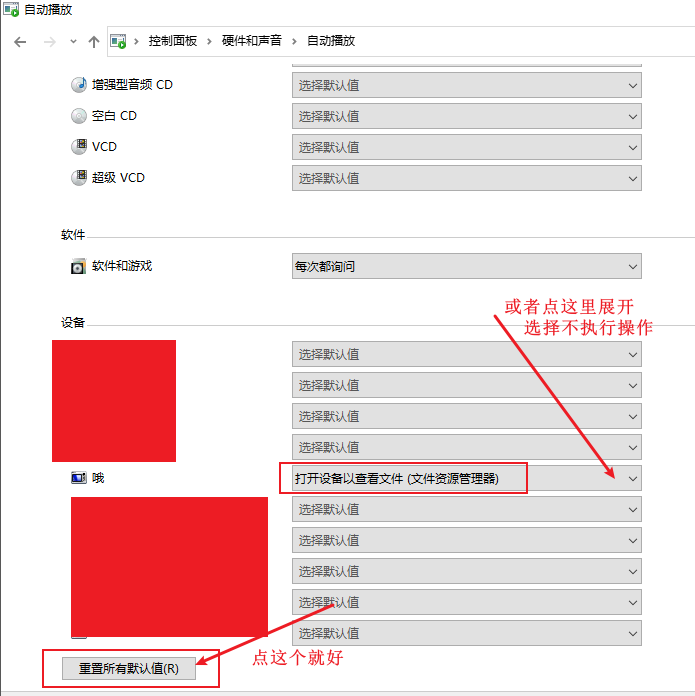 自动播放
控制面板 > 硬件和声音 > 自动播放
增强型音频 CD 选择默认值
空白 CD 选择默认值
VCD 选择默认值
超级 VCD 选择默认值
软件
软件和游戏 每次都询问
或者点这里展开
选择不执行操作
设备
选择默认值
选择默认值
选择默认值
选择默认值
哦 打开设备以查看文件 (文件资源管理器)
选择默认值
选择默认值
选择默认值
选择默认值
选择默认值
点这个就好
重置所有默认值(R)